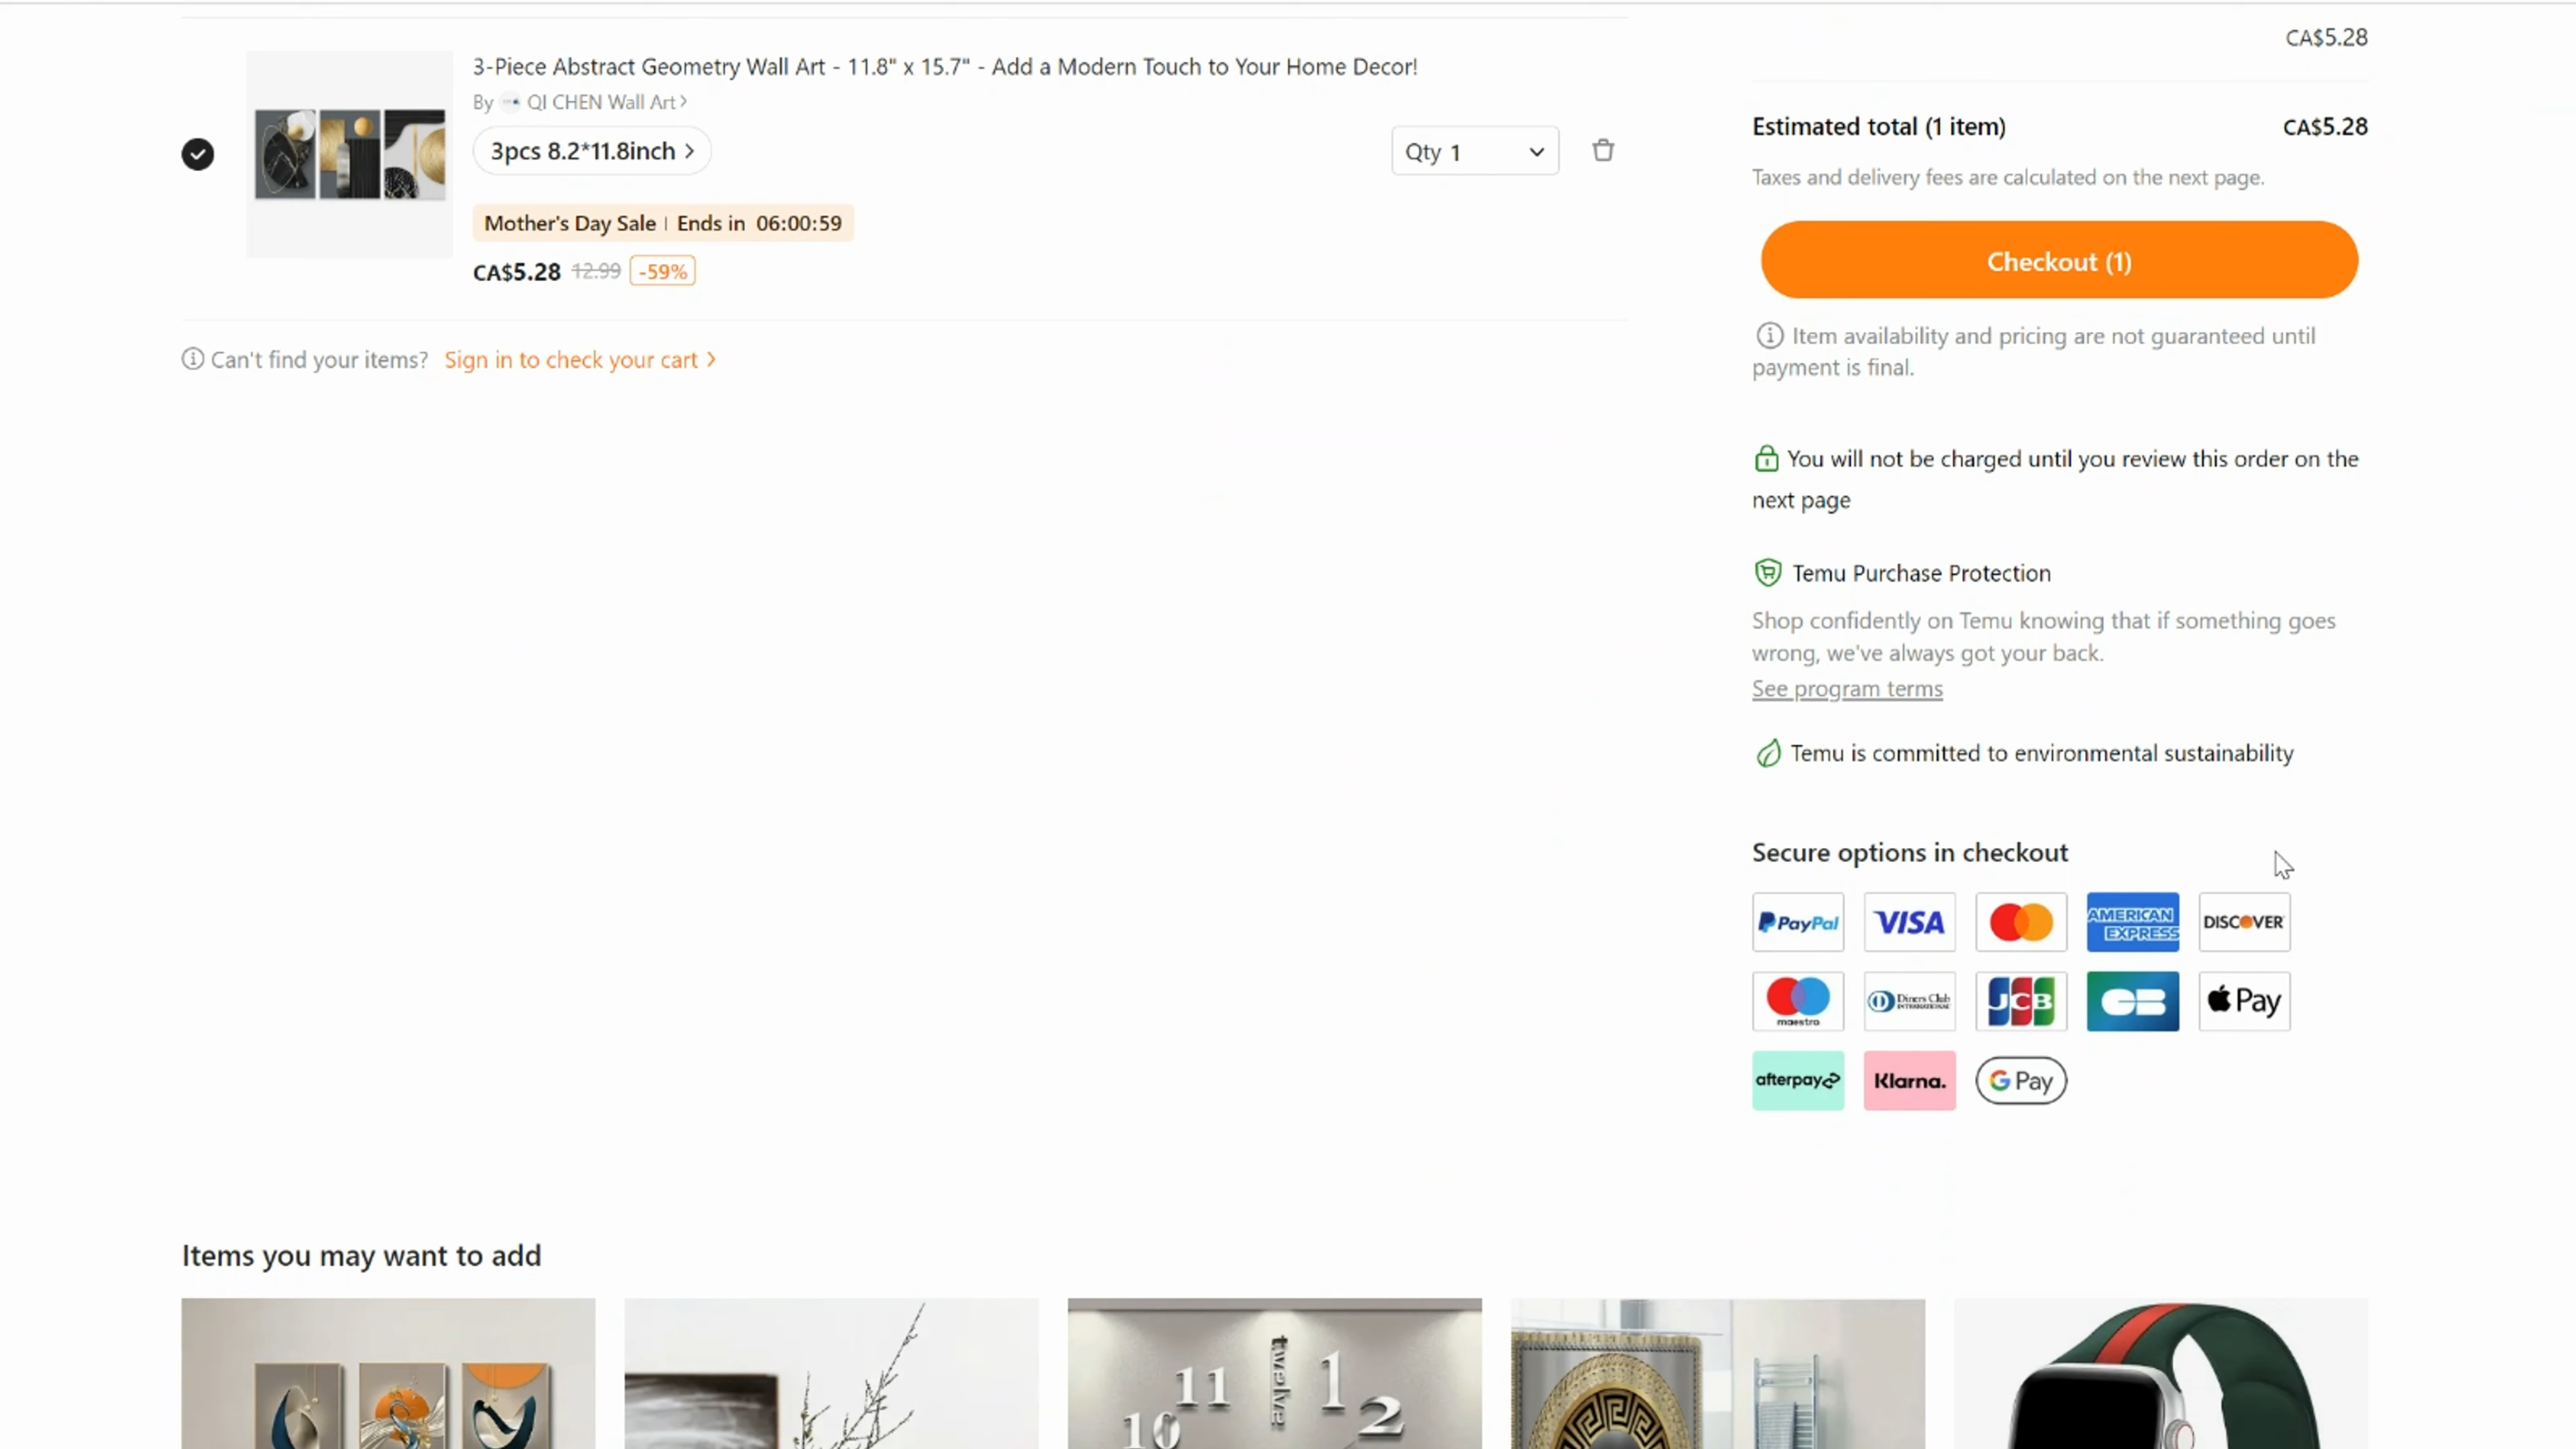 3-Piece Abstract Geometry Wall Art - 11.8" x 15.7" - Add a Modern Touch to Your Home Decor!
By QI CHEN Wall Art >
3pcs 8.2*11.8inch >
Qty 1
Mother's Day Sale | Ends in 06:00:59
CA$5.28 12.99 -59%
Can't find your items? Sign in to check your cart >
CA$5.28
Estimated total (1 item) CA$5.28
Taxes and delivery fees are calculated on the next page.
Checkout (1)
Item availability and pricing are not guaranteed until
payment is final.
You will not be charged until you review this order on the
next page
Temu Purchase Protection
Shop confidently on Temu knowing that if something goes
wrong, we've always got your back.
See program terms
Temu is committed to environmental sustainability
Secure options in checkout
PayPal VISA AMERICAN EXPRESS DISCOVER
maestro Diners Club INTERNATIONAL JCB CB Pay
afterpay Klarna. G Pay
Items you may want to add
11 twelve 1
10 2